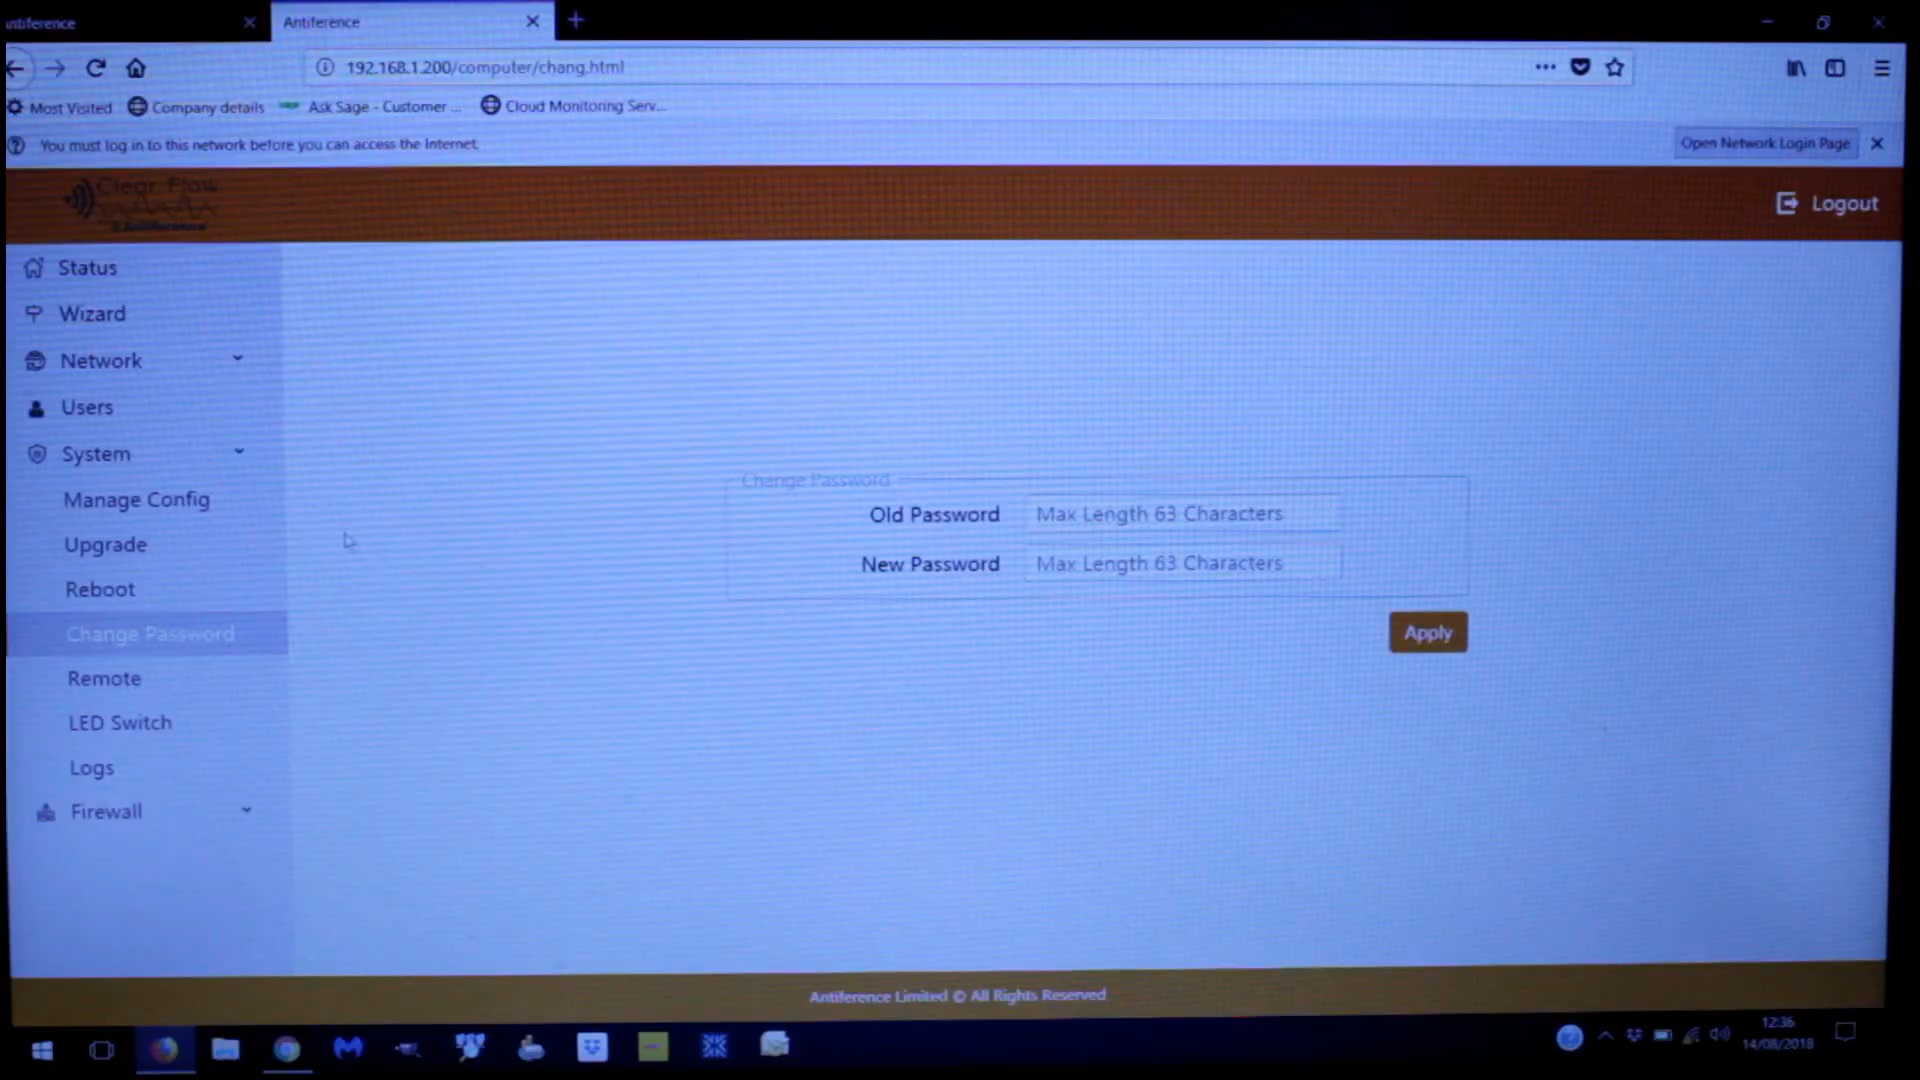 Antiference
192.168.1.200/computer/chang.html
Most Visited Company details Ask Sage - Customer ... Cloud Monitoring Serv...
You must log in to this network before you can access the Internet.
Open Network Login Page
Clear Flow
Logout
Status
Wizard
Network
Users
System
Manage Config
Upgrade
Reboot
Change Password
Remote
LED Switch
Logs
Firewall
Change Password
Old Password Max Length 63 Characters
New Password Max Length 63 Characters
Apply
Antiference Limited © All Rights Reserved
12:36
14/08/2018